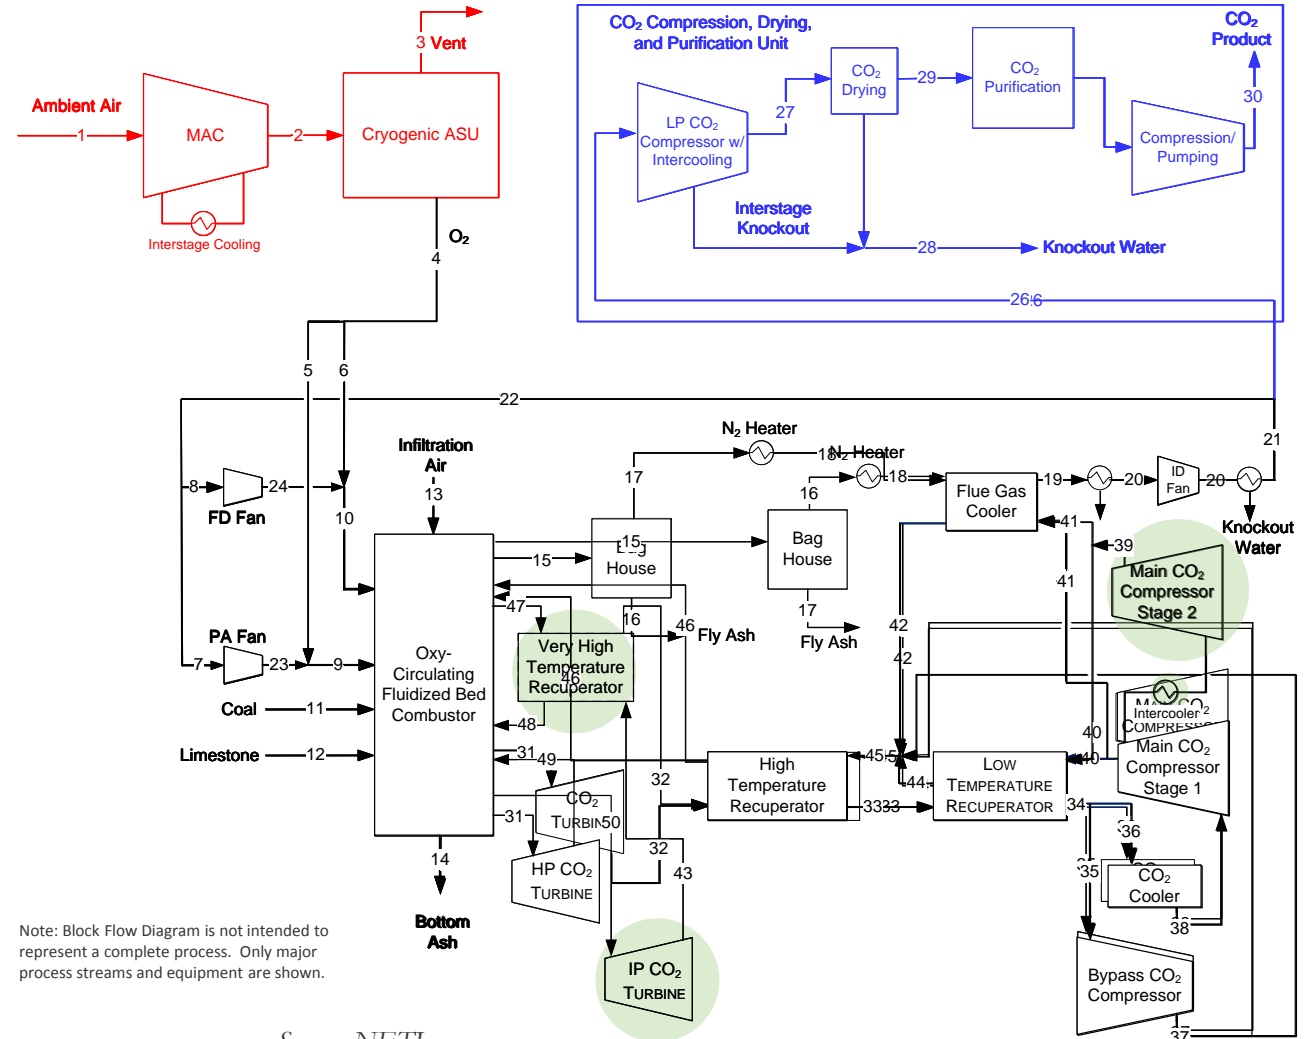 CO₂ Compression, Drying,
and Purification Unit
CO₂
Product
3 Vent
Ambient Air
1
MAC
2
Cryogenic ASU
Interstage Cooling
O₂
4
LP CO₂
Compressor w/
Intercooling
27
CO₂
Drying
29
CO₂
Purification
Compression/
Pumping
30
Interstage
Knockout
28
Knockout Water
26
5
6
22
8
24
FD Fan
10
Infiltration
Air
13
N₂ Heater
17
18
N₂ Heater
16
18
Flue Gas
Cooler
19
20
ID
Fan
20
21
Knockout
Water
15
15
Bag
House
Bag
House
16
17
Fly Ash
Fly Ash
PA Fan
7
23
9
Coal
11
Limestone
12
Oxy-
Circulating
Fluidized Bed
Combustor
14
Bottom
Ash
47
Very High
Temperature
Recuperator
46
46
48
31
49
CO₂
TURBINE
50
31
HP CO₂
TURBINE
32
32
43
IP CO₂
TURBINE
High
Temperature
Recuperator
33
33
45
44
LOW
TEMPERATURE
RECUPERATOR
42
42
41
41
39
Main CO₂
Compressor
Stage 2
Intercooler
40
40
Main CO₂
Compressor
Stage 1
34
36
35
CO₂
Cooler
38
Bypass CO₂
Compressor
37
Note: Block Flow Diagram is not intended to
represent a complete process. Only major
process streams and equipment are shown.